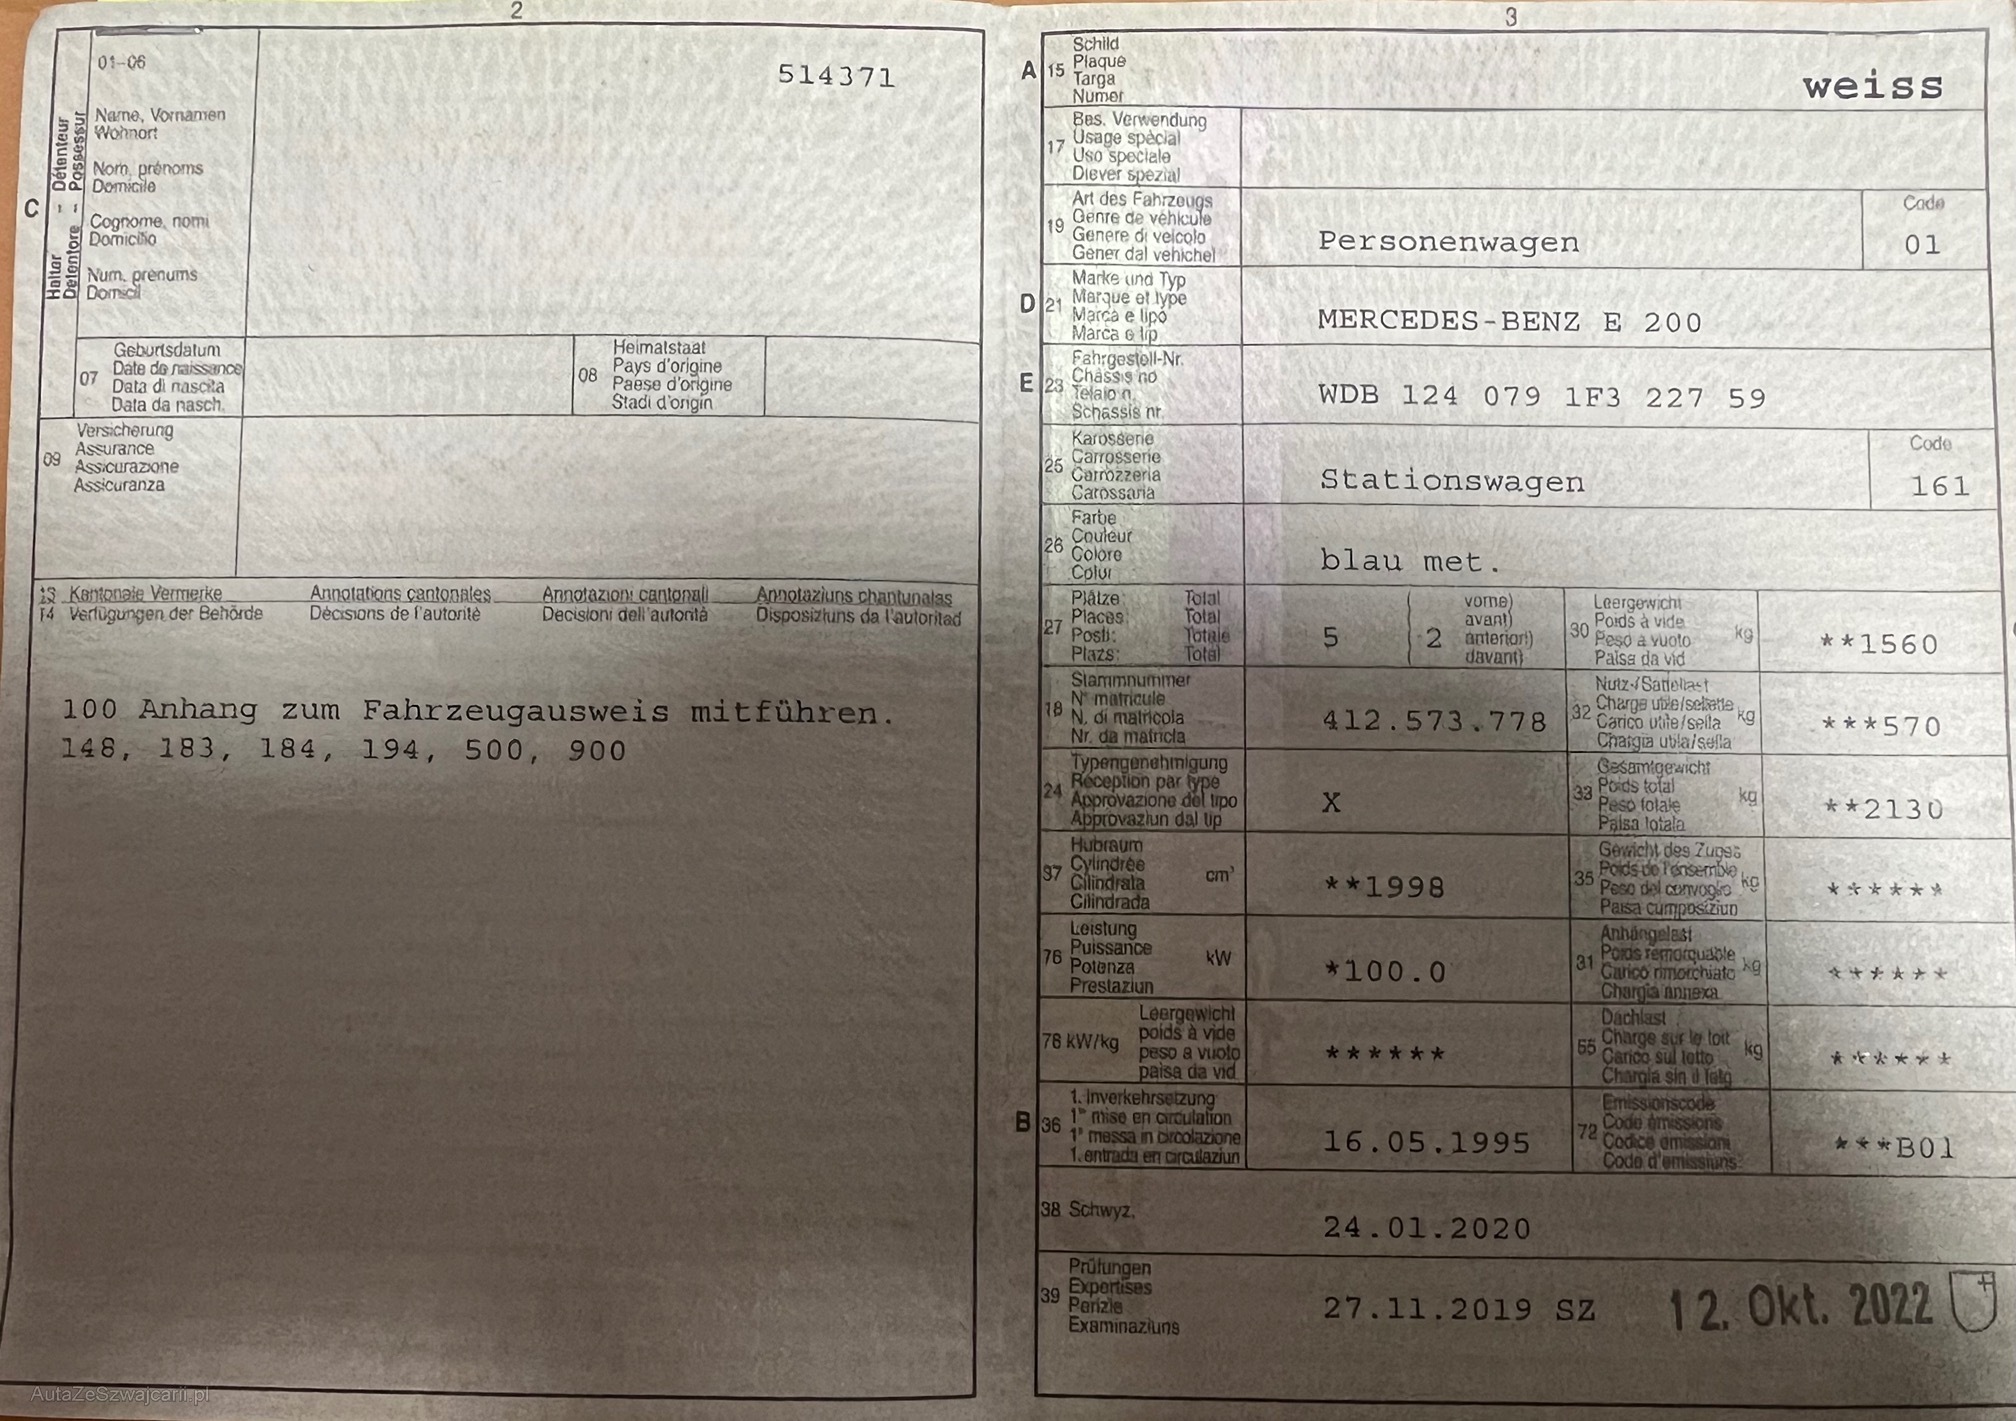 2
01-06
514371
Halter – Détenteur
Detentore – Possessur
C
Name, Vornamen
Wohnort
Nom, prénoms
Domicile
Cognome, nomi
Domicilio
Num, prenums
Domicil
07
Geburtsdatum
Date de naissance
Data di nascita
Data da nasch.
08
Heimatstaat
Pays d'origine
Paese d'origine
Stadi d'origin
09
Versicherung
Assurance
Assicurazione
Assicuranza
13 Kantonale Vermerke Annotations cantonales Annotazioni cantonali Annotaziuns chantunalas
14 Verfügungen der Behörde Décisions de l'autorité Decisioni dell'autorità Disposiziuns da l'autoritad
100 Anhang zum Fahrzeugausweis mitführen.
148, 183, 184, 194, 500, 900
AutaZeSzwajcarii.pl
3
A 15
Schild
Plaque
Targa
Numer
weiss
17
Bes. Verwendung
Usage spécial
Uso speciale
Diever spezial
19
Art des Fahrzeugs
Genre de véhicule
Genere di veicolo
Gener dal vehichel
Personenwagen
Code
01
D 21
Marke und Typ
Marque et type
Marca e tipo
Marca e tip
MERCEDES-BENZ E 200
E 23
Fahrgestell-Nr.
Châssis no
Telaio n.
Schassis nr.
WDB 124 079 1F3 227 59
25
Karosserie
Carrosserie
Carrozzeria
Carossaria
Stationswagen
Code
161
26
Farbe
Couleur
Colore
Colur
blau met.
27
Plätze: Total
Places: Total
Posti: Totale
Plazs: Total
5 ( 2
vorne)
avant)
anteriori)
davant)
30
Leergewicht
Poids à vide
Peso a vuoto
Paisa da vid
kg
**1560
18
Stammnummer
N° matricule
N. di matricola
Nr. da matricla
412.573.778
32
Nutz-/Sattellast
Charge utile/sellette
Carico utile/sella
Chargia utila/sella
kg
***570
24
Typengenehmigung
Réception par type
Approvazione del tipo
Approvaziun dal tip
X
33
Gesamtgewicht
Poids total
Peso totale
Paisa totala
kg
**2130
37
Hubraum
Cylindrée
Cilindrata
Cilindrada
cm³
**1998
35
Gewicht des Zuges
Poids de l'ensemble
Peso del convoglio
Paisa cumposiziun
kg
******
76
Leistung
Puissance
Potenza
Prestaziun
kW
*100.0
31
Anhängelast
Poids remorquable
Carico rimorchiato
Chargia annexa
kg
******
78 kW/kg
Leergewicht
poids à vide
peso a vuoto
paisa da vid
******
55
Dachlast
Charge sur le toit
Carico sul tetto
Chargia sin il tetg
kg
******
B 36
1. Inverkehrsetzung
1re mise en circulation
1a messa in circolazione
1. entrada en circulaziun
16.05.1995
72
Emissionscode
Code émissions
Codice emissioni
Code d'emissiuns
***B01
38 Schwyz,
24.01.2020
39
Prüfungen
Expertises
Perizie
Examinaziuns
27.11.2019 SZ
12. Okt. 2022